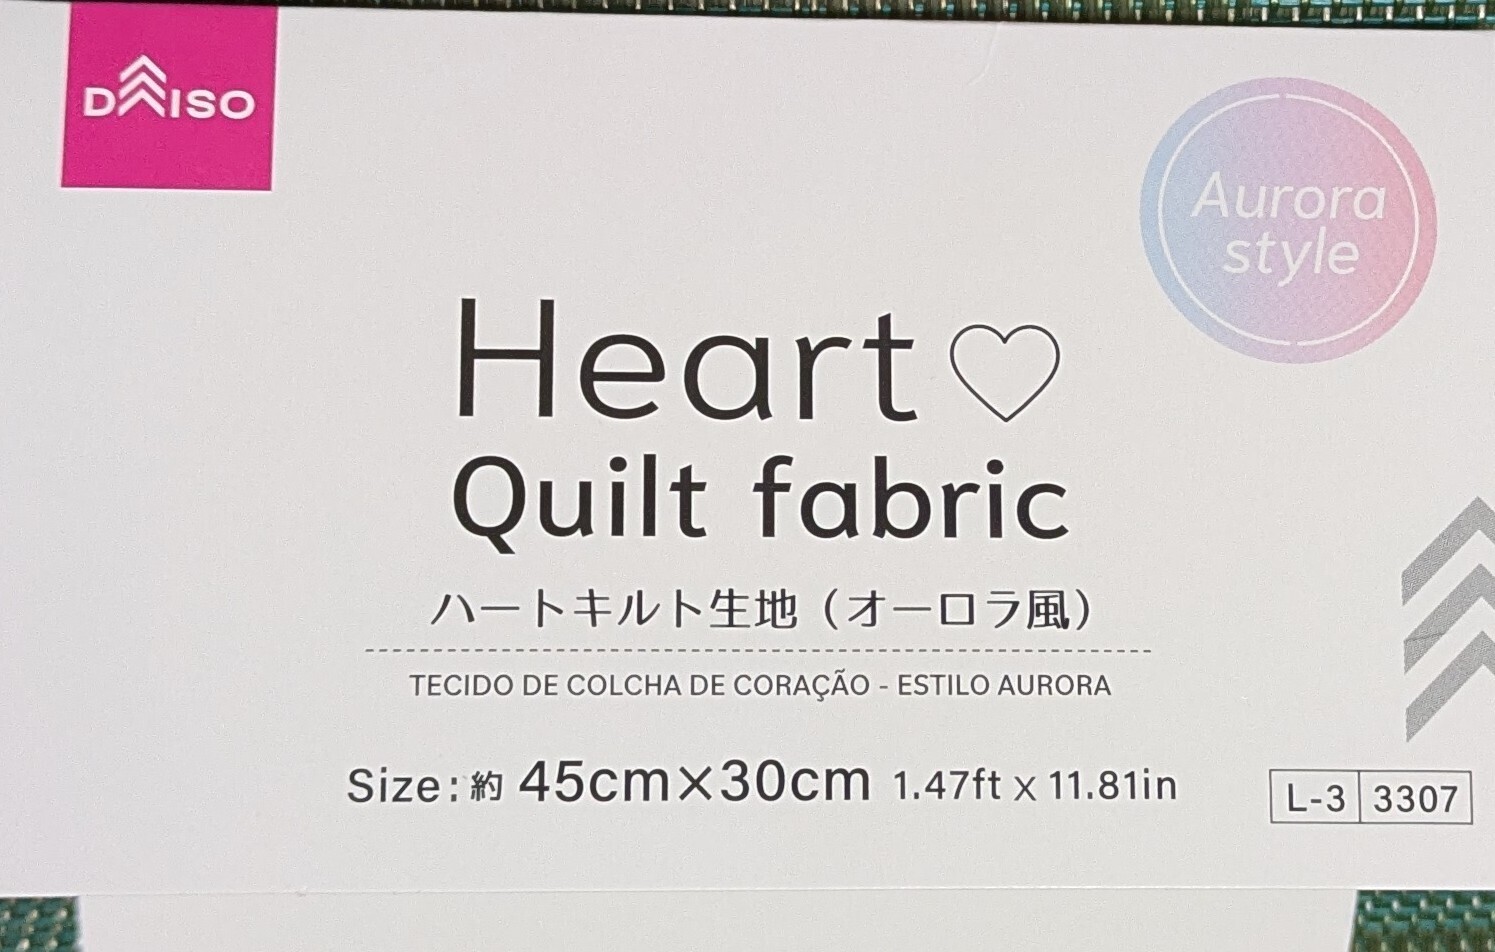 DAISO
Aurora
style
Heart
Quilt fabric
ハートキルト生地（オーロラ風）
TECIDO DE COLCHA DE CORAÇÃO - ESTILO AURORA
Size: 約 45cm×30cm 1.47ft x 11.81in
L-3 3307